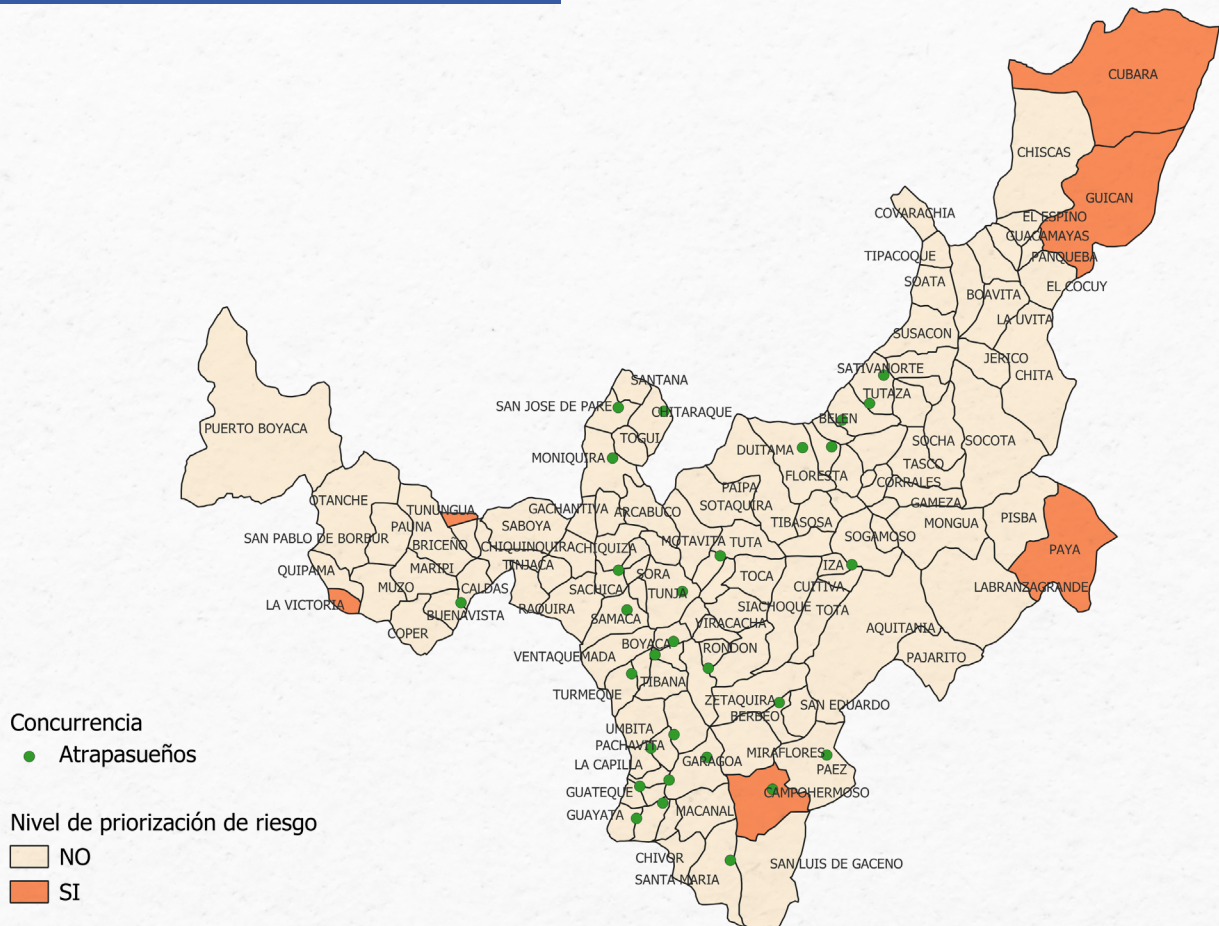 CUBARA
CHISCAS
GUICAN
COVARACHIA
EL ESPINO
GUACAMAYAS
TIPACOQUE
PANQUEBA
SOATA
EL COCUY
BOAVITA
LA UVITA
SUSACON
JERICO
SATIVANORTE
CHITA
SANTANA
TUTAZA
SAN JOSE DE PARE
CHITARAQUE
BELEN
PUERTO BOYACA
TOGUI
SOCHA
SOCOTA
MONIQUIRA
DUITAMA
TASCO
FLORESTA
CORRALES
PAIPA
OTANCHE
SOTAQUIRA
GAMEZA
TUNUNGUA
GACHANTIVA
ARCABUCO
PISBA
PAUNA
SABOYA
TIBASOSA
MONGUA
SAN PABLO DE BORBUR
SOGAMOSO
BRICEÑO
CHIQUINQUIRA
CHIQUIZA
MOTAVITA
TUTA
PAYA
QUIPAMA
MARIPI
TINJACA
SORA
TOCA
IZA
MUZO
CALDAS
SACHICA
TUNJA
CUITIVA
LABRANZAGRANDE
LA VICTORIA
BUENAVISTA
RAQUIRA
SAMACA
SIACHOQUE
TOTA
COPER
VIRACACHA
AQUITANIA
BOYACA
RONDON
VENTAQUEMADA
PAJARITO
TIBANA
TURMEQUE
ZETAQUIRA
SAN EDUARDO
BERBEO
UMBITA
PACHAVITA
MIRAFLORES
LA CAPILLA
GARAGOA
PAEZ
GUATEQUE
CAMPOHERMOSO
GUAYATA
MACANAL
CHIVOR
SAN LUIS DE GACENO
SANTA MARIA
Concurrencia
Atrapasueños
Nivel de priorización de riesgo
NO
SI